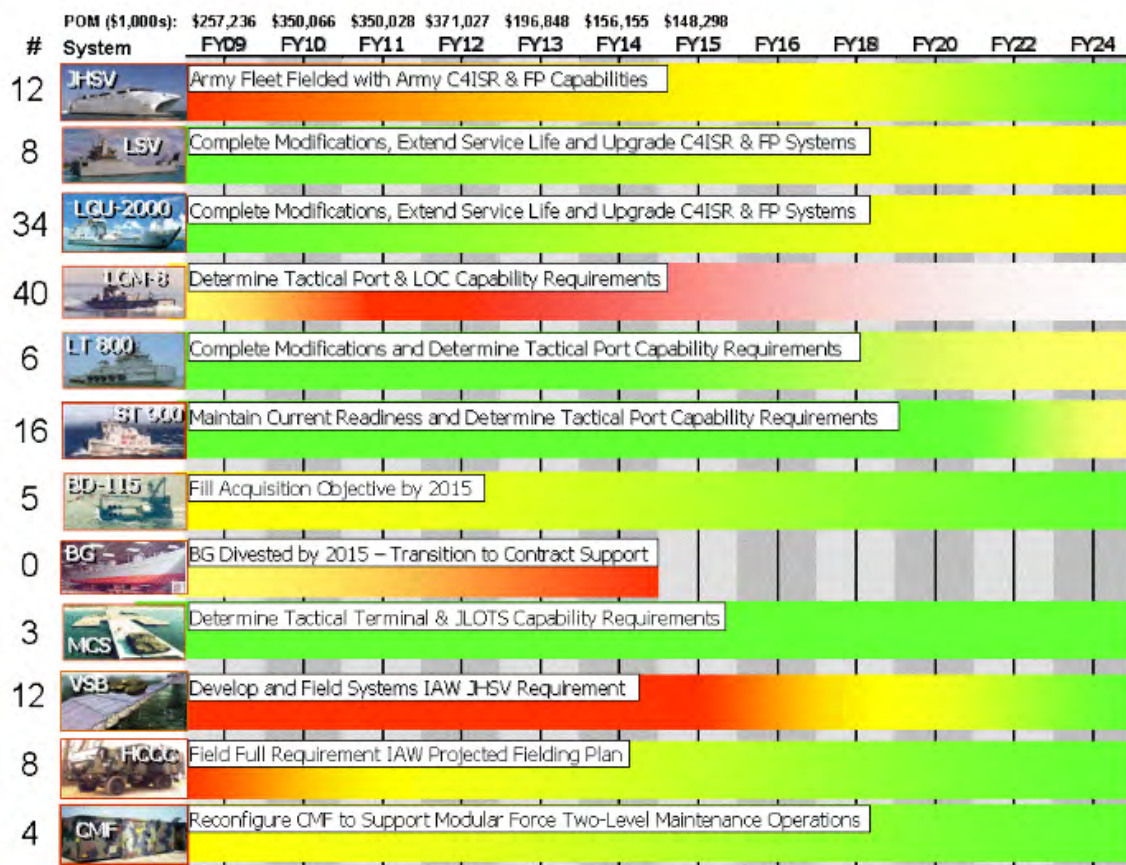 POM ($1,000s): $257,236 $350,066 $350,028 $371,027 $196,848 $156,155 $148,298
# System FY09 FY10 FY11 FY12 FY13 FY14 FY15 FY16 FY18 FY20 FY22 FY24
12 JHSV Army Fleet Fielded with Army C4ISR & FP Capabilities
8 LSV Complete Modifications, Extend Service Life and Upgrade C4ISR & FP Systems
34 LCU-2000 Complete Modifications, Extend Service Life and Upgrade C4ISR & FP Systems
40 LCM-8 Determine Tactical Port & LOC Capability Requirements
6 LT 800 Complete Modifications and Determine Tactical Port Capability Requirements
16 ST 900 Maintain Current Readiness and Determine Tactical Port Capability Requirements
5 BD-115 Fill Acquisition Objective by 2015
0 BG BG Divested by 2015 – Transition to Contract Support
3 MCS Determine Tactical Terminal & JLOTS Capability Requirements
12 VSB Develop and Field Systems IAW JHSV Requirement
8 HCCC Field Full Requirement IAW Projected Fielding Plan
4 CMF Reconfigure CMF to Support Modular Force Two-Level Maintenance Operations